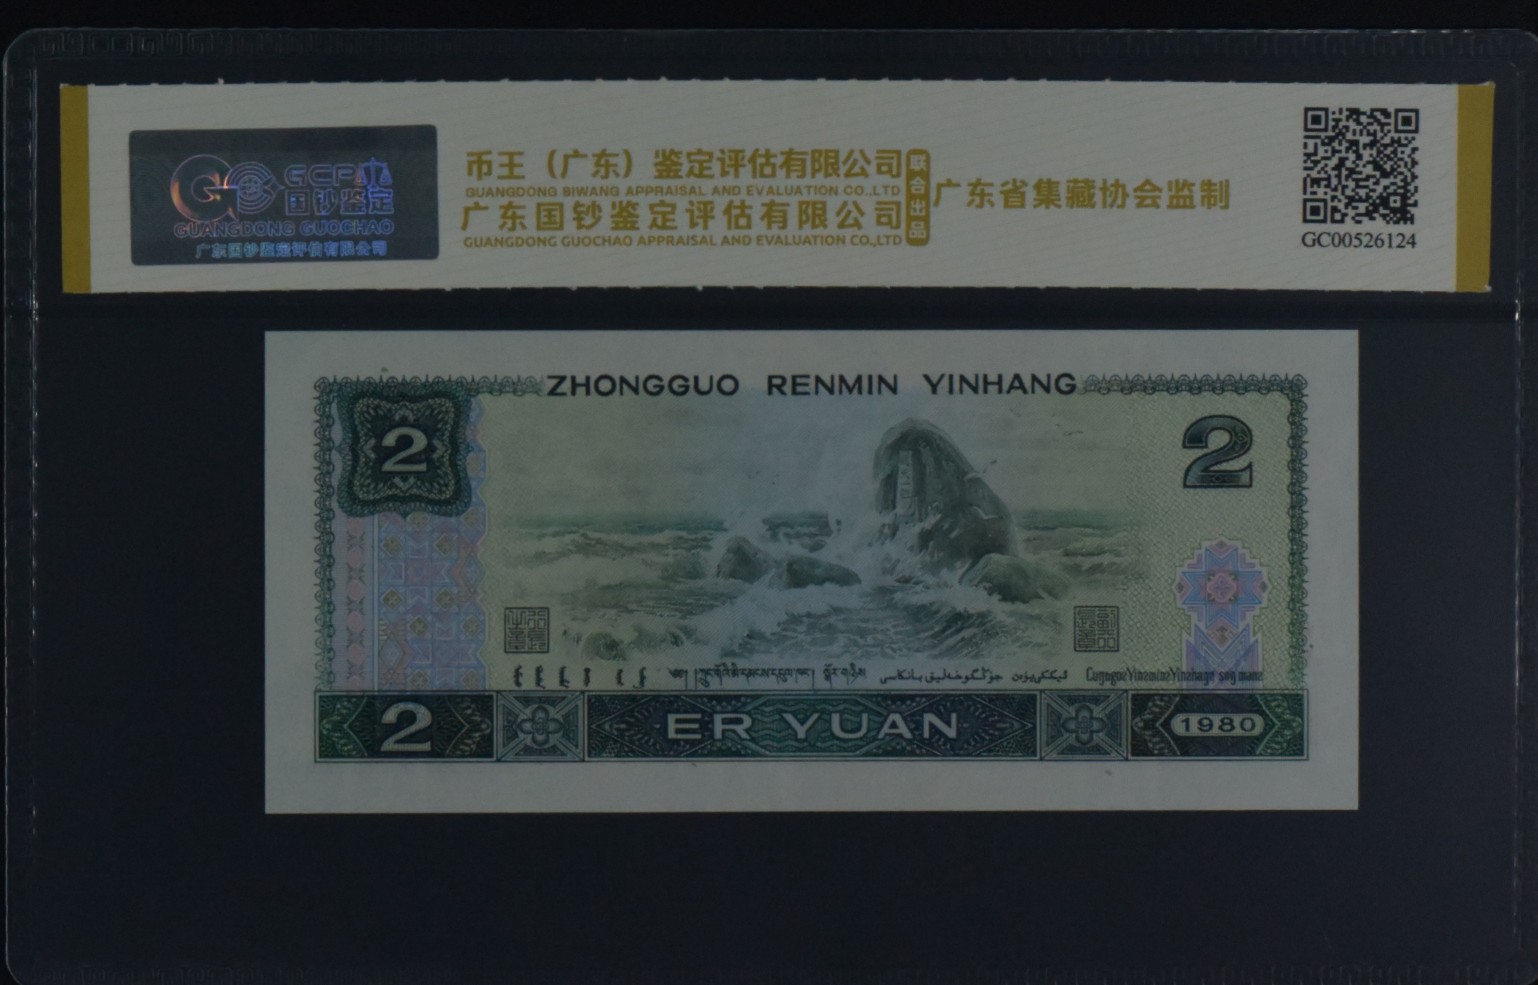 GCP
国钞鉴定
GUANGDONG GUOCHAO
广东国钞鉴定评估有限公司
币王（广东）鉴定评估有限公司
GUANGDONG BIWANG APPRAISAL AND EVALUATION CO.,LTD
广东国钞鉴定评估有限公司
GUANGDONG GUOCHAO APPRAISAL AND EVALUATION CO.,LTD
联合出品
广东省集藏协会监制
GC00526124
ZHONGGUO RENMIN YINHANG
2
2
2
ER YUAN
1980